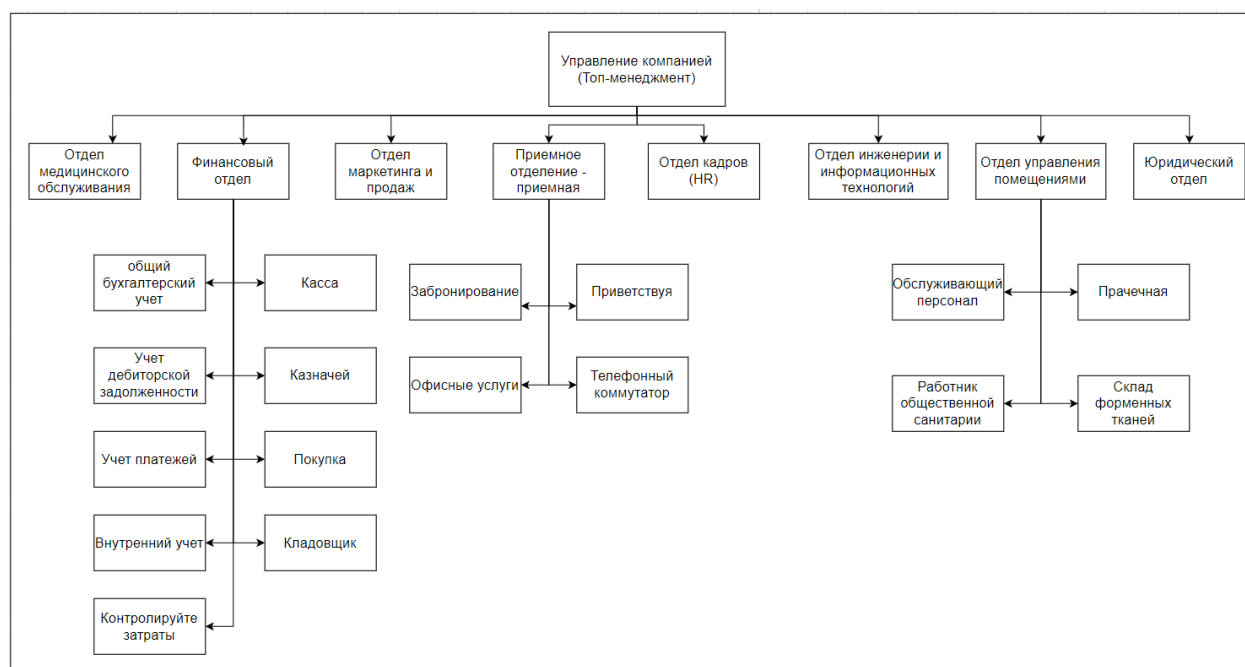 Управление компанией
(Топ-менеджмент)
Отдел
медицинского
обслуживания
Финансовый
отдел
Отдел
маркетинга и
продаж
Приемное
отделение -
приемная
Отдел кадров
(HR)
Отдел инженерии и
информационных
технологий
Отдел управления
помещениями
Юридический
отдел
общий
бухгалтерский
учет
Касса
Забронирование
Приветствуя
Обслуживающий
персонал
Прачечная
Учет
дебиторской
задолженности
Казначей
Офисные услуги
Телефонный
коммутатор
Работник
общественной
санитарии
Склад
форменных
тканей
Учет платежей
Покупка
Внутренний учет
Кладовщик
Контролируйте
затраты